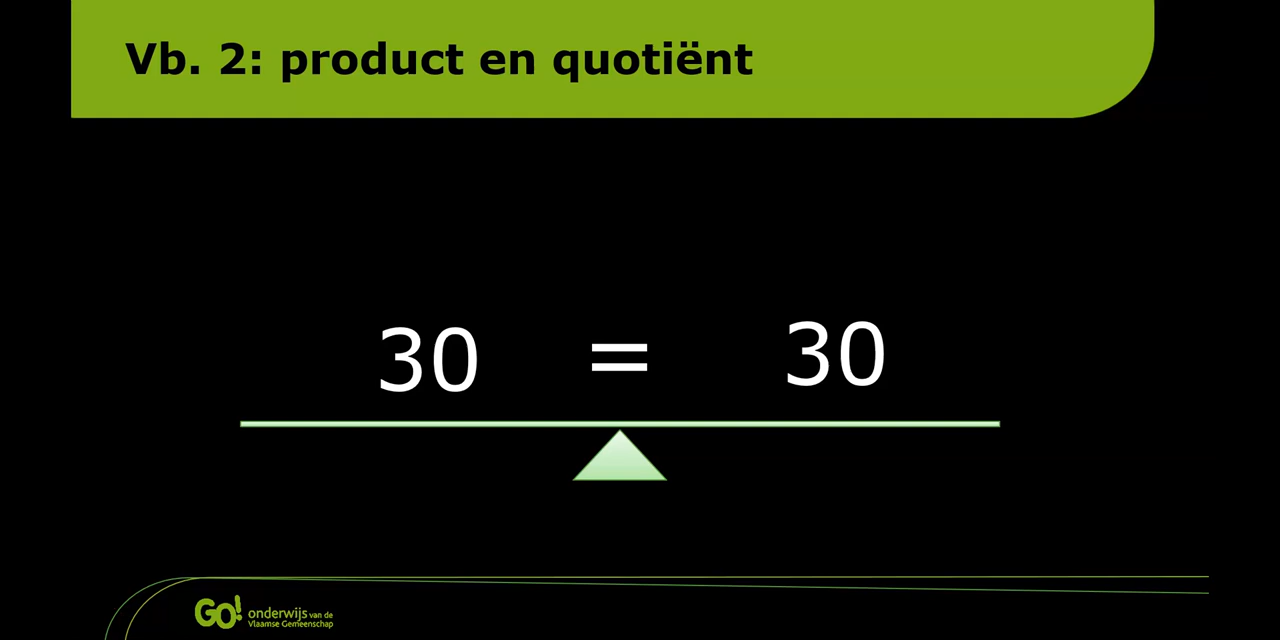 Vb. 2: product en quotiënt
30 = 30
GO! onderwijs van de
Vlaamse Gemeenschap